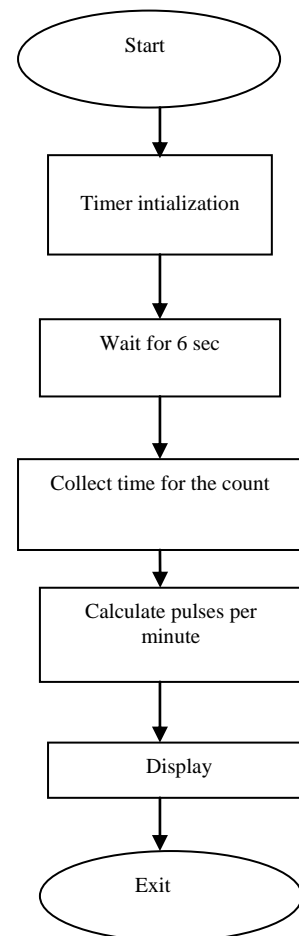 Start
Timer intialization
Wait for 6 sec
Collect time for the count
Calculate pulses per
minute
Display
Exit